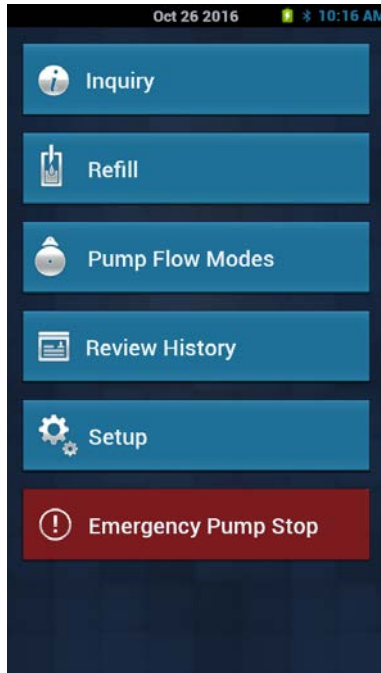 Oct 26 2016 10:16 AM
Inquiry
Refill
Pump Flow Modes
Review History
Setup
Emergency Pump Stop